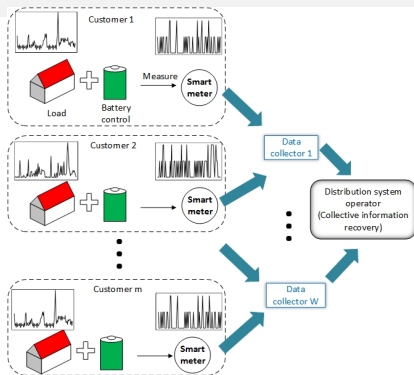 Customer 1
Measure
Smart
meter
Load
Battery
control
Customer 2
Smart
meter
Data
collector 1
Distribution system
operator
(Collective information
recovery)
Data
collector W
Customer m
Smart
meter